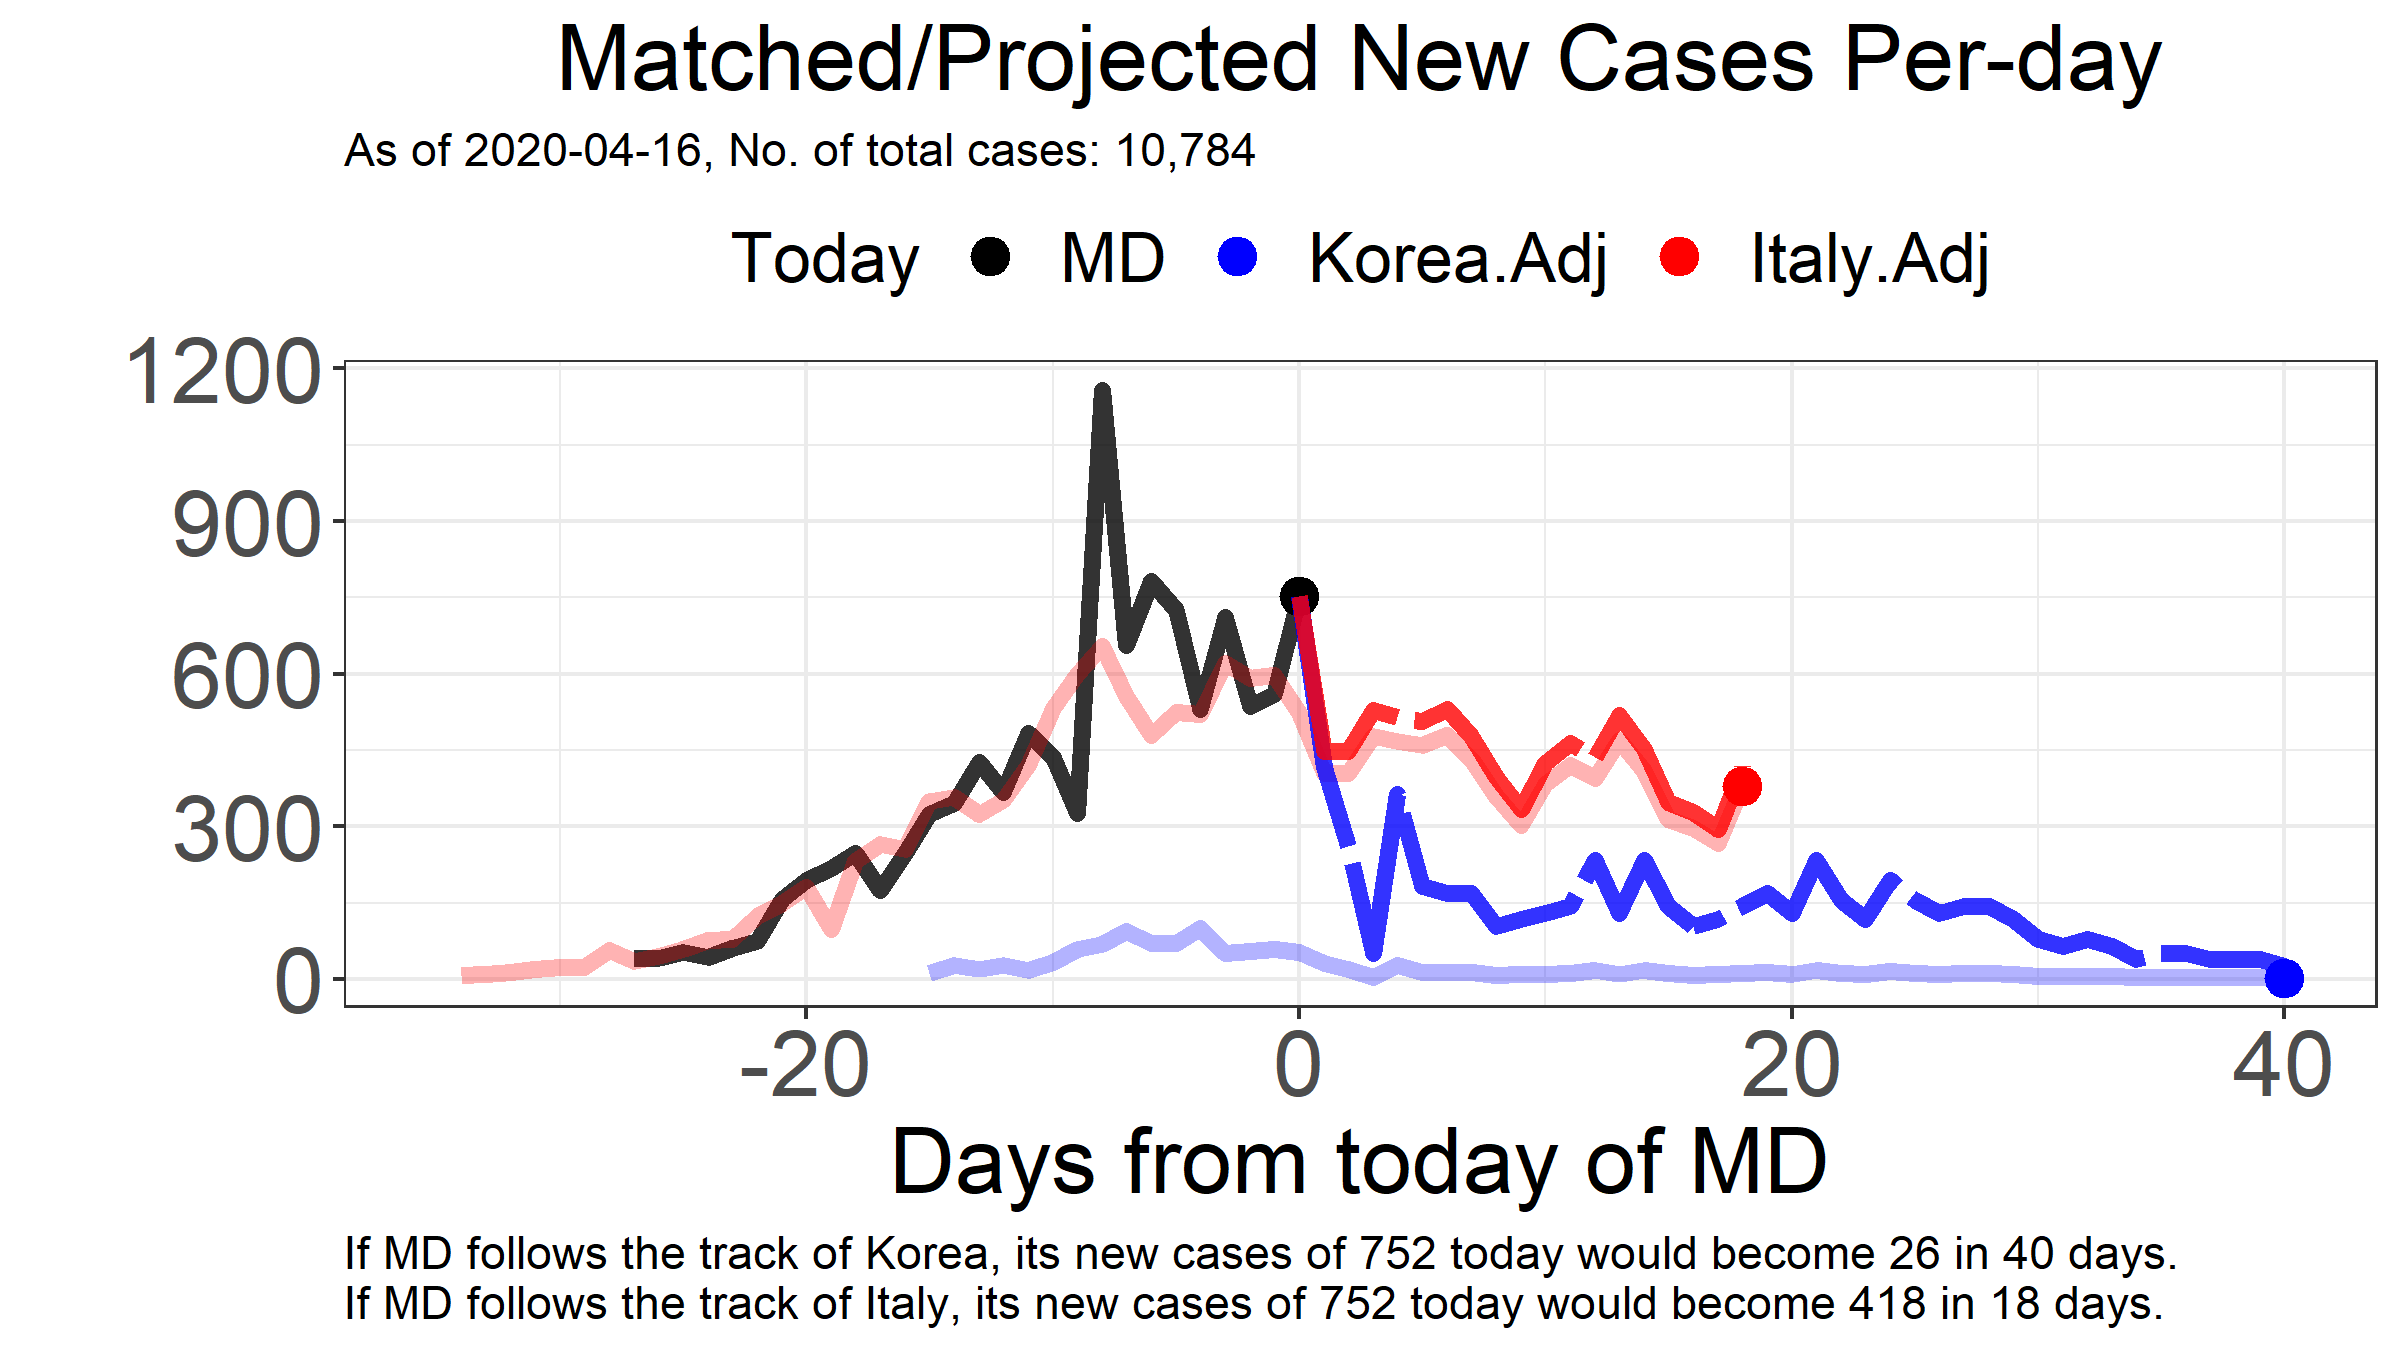 Matched/Projected New Cases Per-day
As of 2020-04-16, No. of total cases: 10,784
Today MD Korea.Adj Italy.Adj
1200
900
600
300
0
-20 0 20 40
Days from today of MD
If MD follows the track of Korea, its new cases of 752 today would become 26 in 40 days.
If MD follows the track of Italy, its new cases of 752 today would become 418 in 18 days.